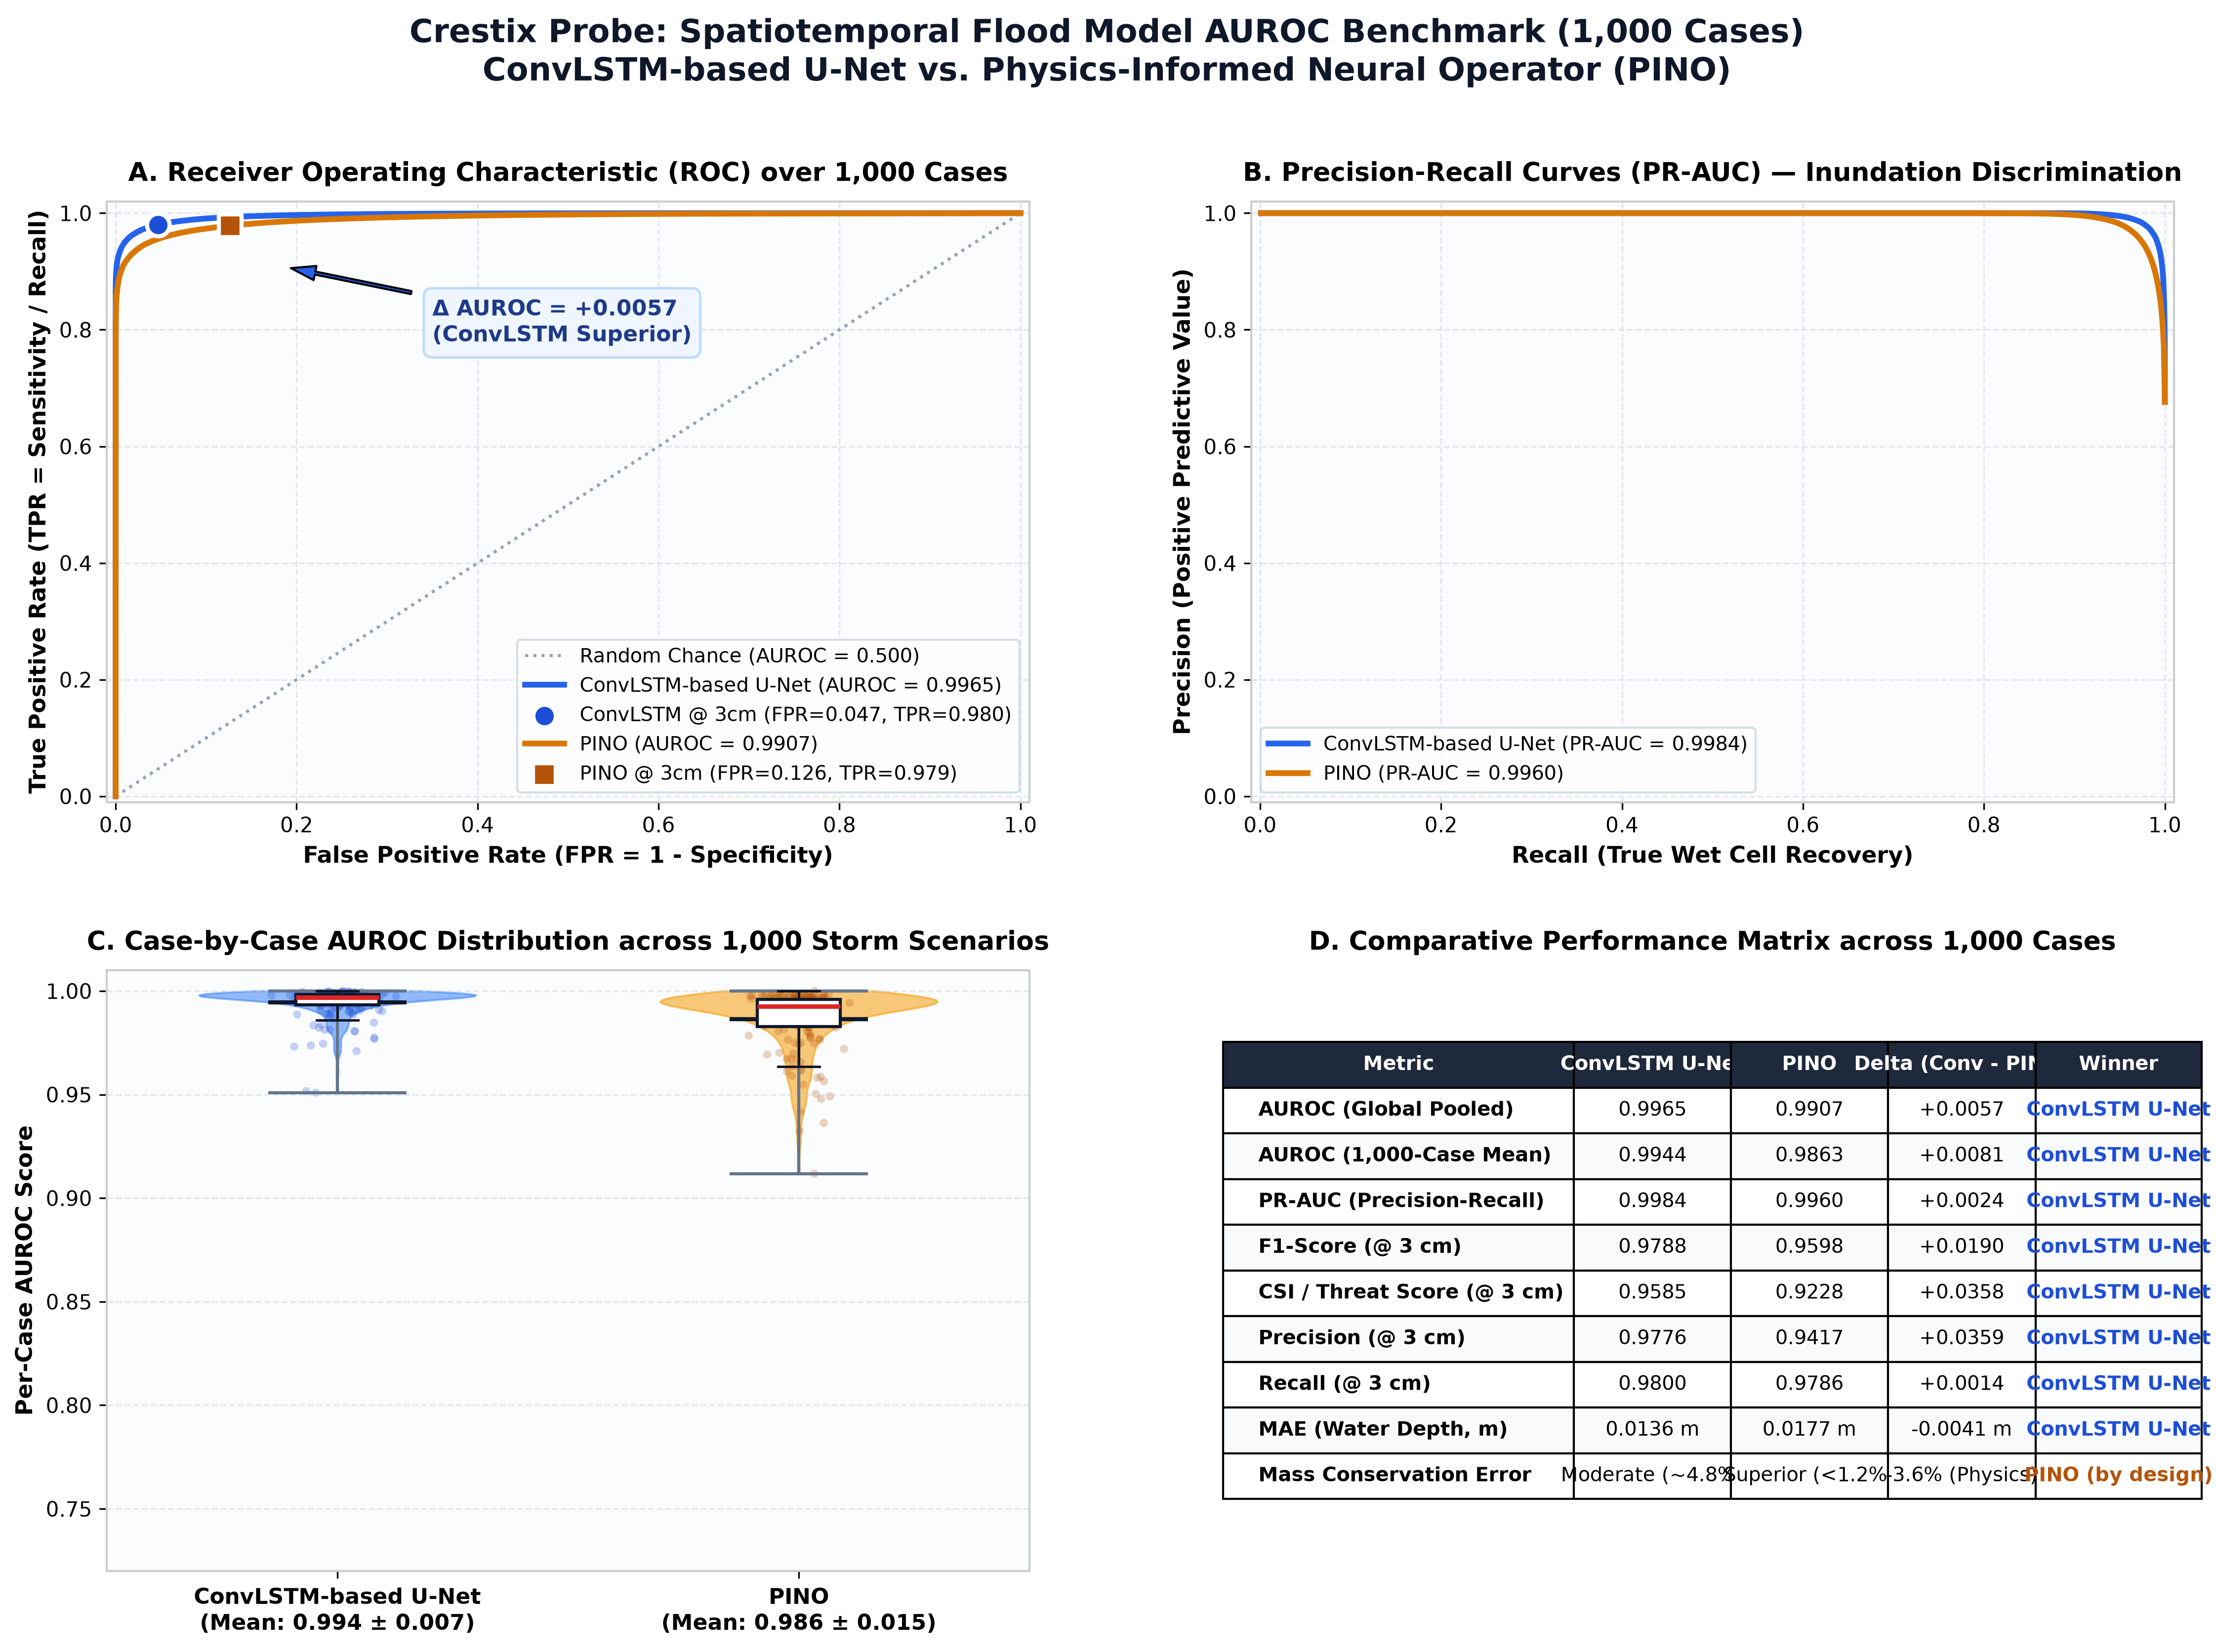 Crestix Probe: Spatiotemporal Flood Model AUROC Benchmark (1,000 Cases)
ConvLSTM-based U-Net vs. Physics-Informed Neural Operator (PINO)
A. Receiver Operating Characteristic (ROC) over 1,000 Cases
True Positive Rate (TPR = Sensitivity / Recall)
1.0
0.8
0.6
0.4
0.2
0.0
Δ AUROC = +0.0057
(ConvLSTM Superior)
Random Chance (AUROC = 0.500)
ConvLSTM-based U-Net (AUROC = 0.9965)
ConvLSTM @ 3cm (FPR=0.047, TPR=0.980)
PINO (AUROC = 0.9907)
PINO @ 3cm (FPR=0.126, TPR=0.979)
0.0 0.2 0.4 0.6 0.8 1.0
False Positive Rate (FPR = 1 - Specificity)
B. Precision-Recall Curves (PR-AUC) — Inundation Discrimination
Precision (Positive Predictive Value)
1.0
0.8
0.6
0.4
0.2
0.0
ConvLSTM-based U-Net (PR-AUC = 0.9984)
PINO (PR-AUC = 0.9960)
0.0 0.2 0.4 0.6 0.8 1.0
Recall (True Wet Cell Recovery)
C. Case-by-Case AUROC Distribution across 1,000 Storm Scenarios
Per-Case AUROC Score
1.00
0.95
0.90
0.85
0.80
0.75
ConvLSTM-based U-Net
(Mean: 0.994 ± 0.007)
PINO
(Mean: 0.986 ± 0.015)
D. Comparative Performance Matrix across 1,000 Cases
Metric ConvLSTM U-Ne PINO Delta (Conv - PIN Winner
AUROC (Global Pooled) 0.9965 0.9907 +0.0057 ConvLSTM U-Net
AUROC (1,000-Case Mean) 0.9944 0.9863 +0.0081 ConvLSTM U-Net
PR-AUC (Precision-Recall) 0.9984 0.9960 +0.0024 ConvLSTM U-Net
F1-Score (@ 3 cm) 0.9788 0.9598 +0.0190 ConvLSTM U-Net
CSI / Threat Score (@ 3 cm) 0.9585 0.9228 +0.0358 ConvLSTM U-Net
Precision (@ 3 cm) 0.9776 0.9417 +0.0359 ConvLSTM U-Net
Recall (@ 3 cm) 0.9800 0.9786 +0.0014 ConvLSTM U-Net
MAE (Water Depth, m) 0.0136 m 0.0177 m -0.0041 m ConvLSTM U-Net
Mass Conservation Error Moderate (~4.8% Superior (<1.2% -3.6% (Physics) PINO (by design)